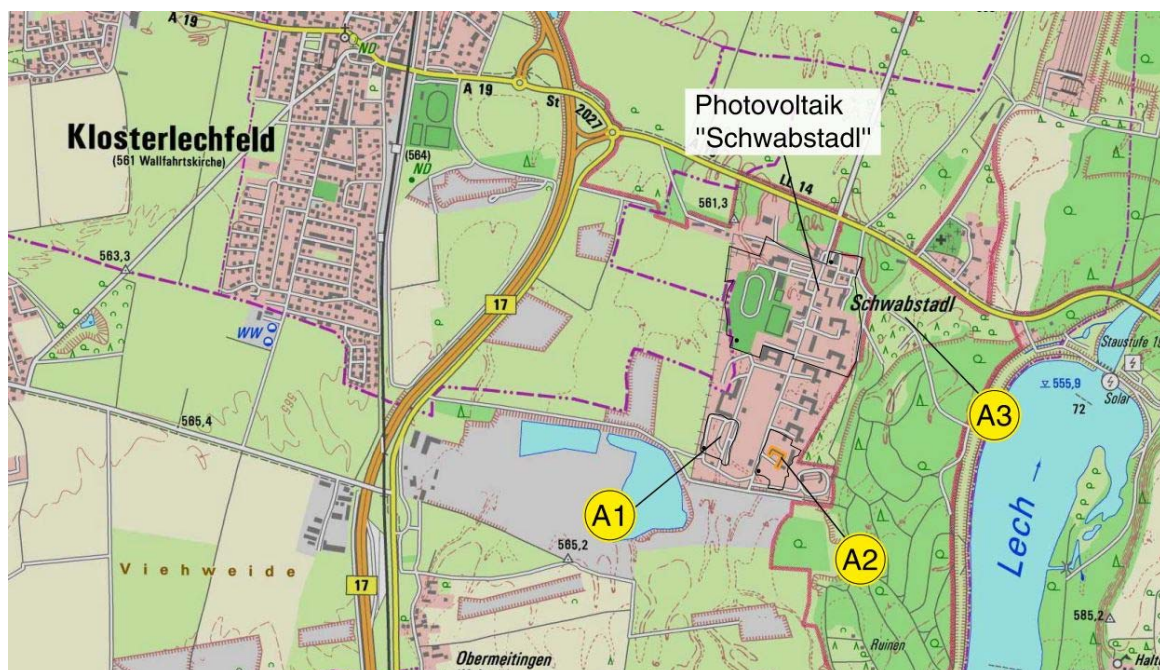 A 19
ND
A 19
St
2027
Photovoltaik
"Schwabstadl"
Klosterlechfeld
(561 Wallfahrtskirche)
(564)
ND
LL 14
561,3
563,3
17
Schwabstadl
WW
Staustufe
555,9
Solar
72
565,4
A3
A1
A2
Lech
565,2
Viehweide
17
585,2
Ruinen
Obermeitingen